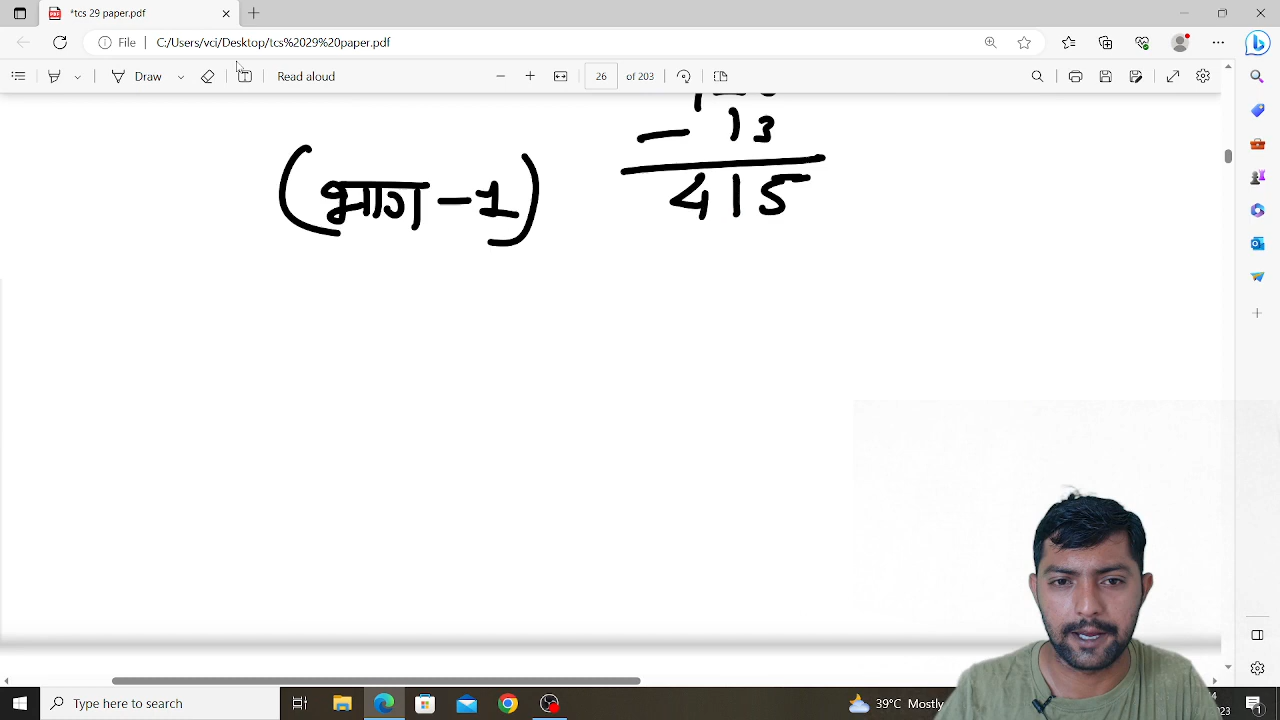 *tcs 29 paper.pdf
File C:/Users/vci/Desktop/tcs%2029%20paper.pdf
Draw Read aloud 26 of 203
- 13
(भाग-1) 415
Type here to search
39°C Mostly